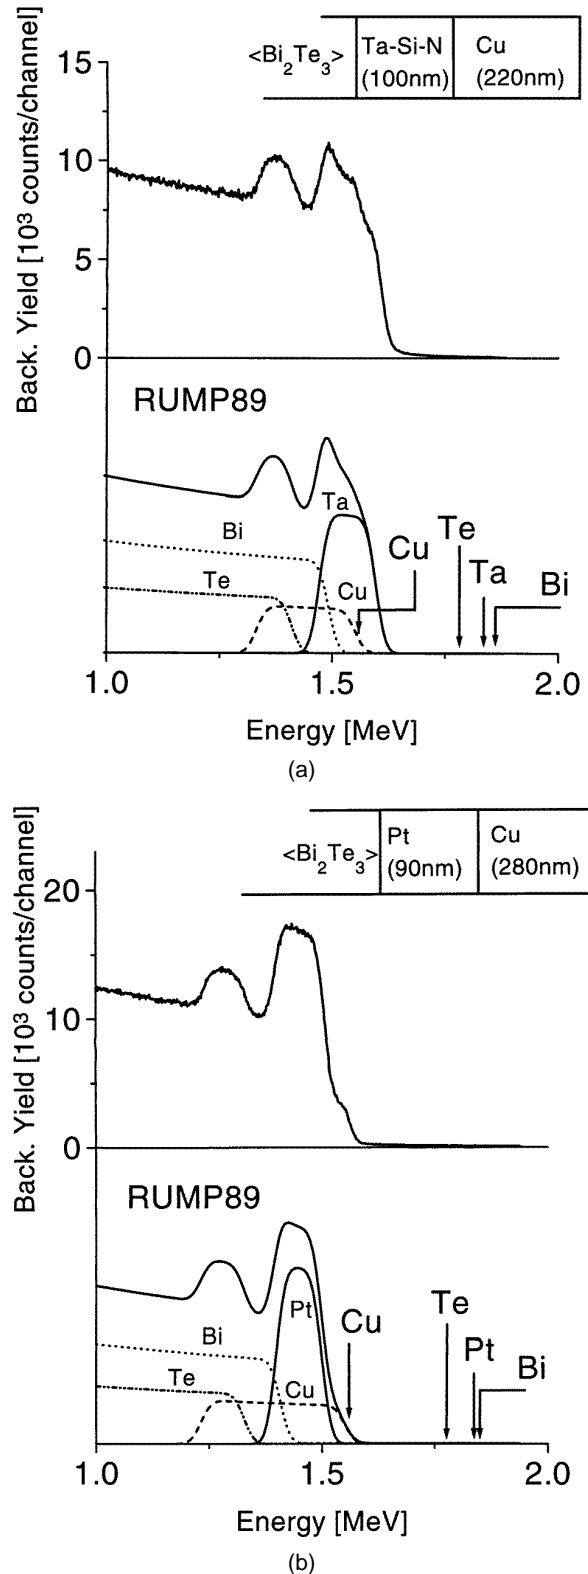 <Bi2Te3> Ta-Si-N (100nm) Cu (220nm)
Back. Yield [10³ counts/channel]
15
10
5
0
RUMP89
Ta
Bi
Te
Cu
Cu
Te
Ta
Bi
1.0 1.5 2.0
Energy [MeV]
(a)
<Bi2Te3> Pt (90nm) Cu (280nm)
Back. Yield [10³ counts/channel]
20
10
0
RUMP89
Pt
Bi
Te
Cu
Cu
Te
Pt
Bi
1.0 1.5 2.0
Energy [MeV]
(b)